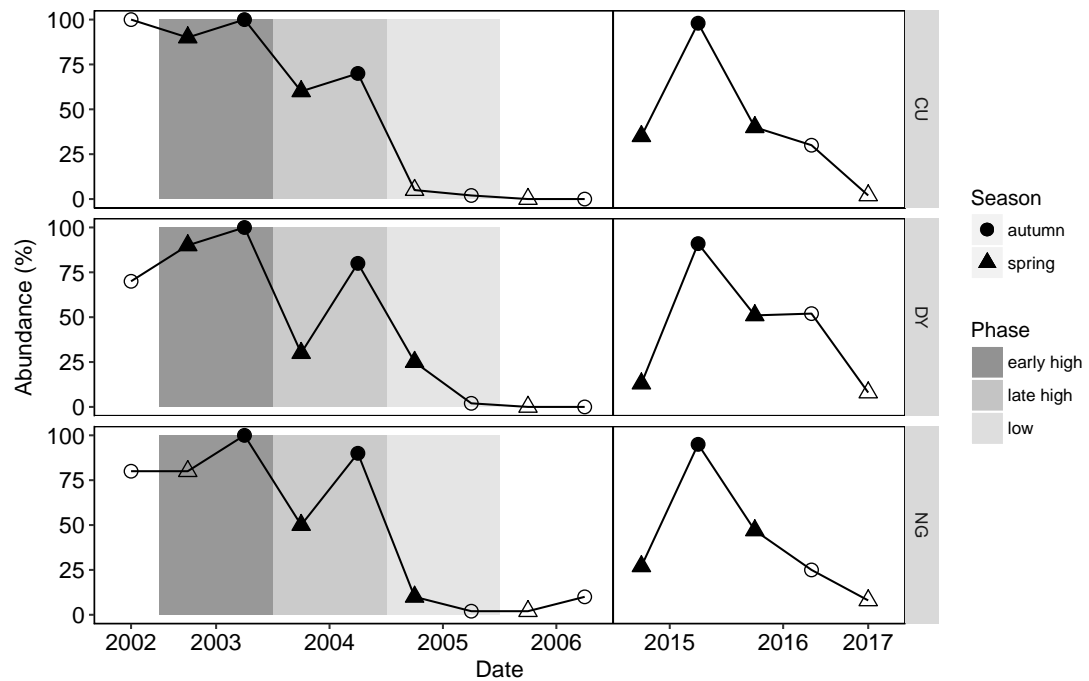 100
75
50
25
0
CU
100
75
50
25
0
DY
100
75
50
25
0
NG
Abundance (%)
2002 2003 2004 2005 2006 2015 2016 2017
Date
Season
autumn
spring
Phase
early high
late high
low